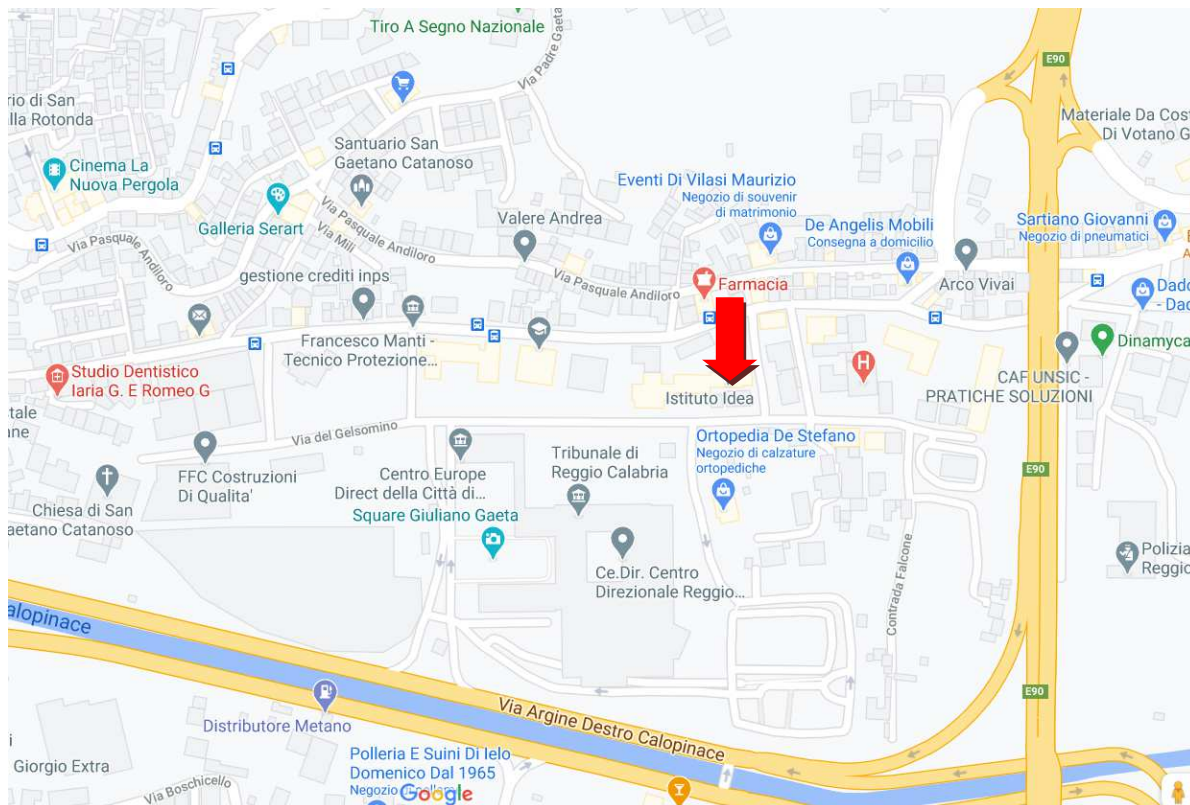 Tiro A Segno Nazionale
Via Padre Gaeta
E90
rio di San
lla Rotonda
Materiale Da Cost
Di Votano G
Santuario San
Gaetano Catanoso
Cinema La
Nuova Pergola
Eventi Di Vilasi Maurizio
Negozio di souvenir
di matrimonio
Galleria Serart
Via Mili
Via Pasquale Andiloro
Valere Andrea
De Angelis Mobili
Consegna a domicilio
Sartiano Giovanni
Negozio di pneumatici
Via Pasquale Andiloro
gestione crediti inps
Via Pasquale Andiloro
Farmacia
Arco Vivai
Dado
- Dad
Francesco Manti -
Tecnico Protezione...
Dinamyca
Studio Dentistico
Iaria G. E Romeo G
H
CAF UNSIC -
PRATICHE SOLUZIONI
Istituto Idea
stale
ane
Via del Gelsomino
Ortopedia De Stefano
Negozio di calzature
ortopediche
Tribunale di
Reggio Calabria
FFC Costruzioni
Di Qualita'
Centro Europe
Direct della Città di...
E90
Chiesa di San
aetano Catanoso
Square Giuliano Gaeta
Polizia
Reggio
Ce.Dir. Centro
Direzionale Reggio...
Contrada Falcone
alopinace
E90
Via Argine Destro Calopinace
Distributore Metano
Giorgio Extra
i
Polleria E Suini Di Ielo
Domenico Dal 1965
Negozio
Via Boschicello
Google